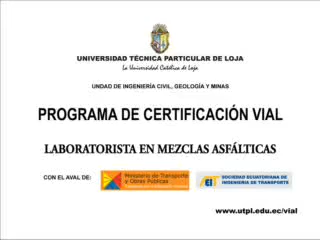 UNIVERSIDAD TÉCNICA PARTICULAR DE LOJA
La Universidad Católica de Loja
UNDAD DE INGENIERÍA CIVIL, GEOLOGÍA Y MINAS
PROGRAMA DE CERTIFICACIÓN VIAL
LABORATORISTA EN MEZCLAS ASFÁLTICAS
CON EL AVAL DE:
Ministerio de Transporte
y Obras Públicas
SOCIEDAD ECUATORIANA DE
INGENIERIA DE TRANSPORTE
www.utpl.edu.ec/vial